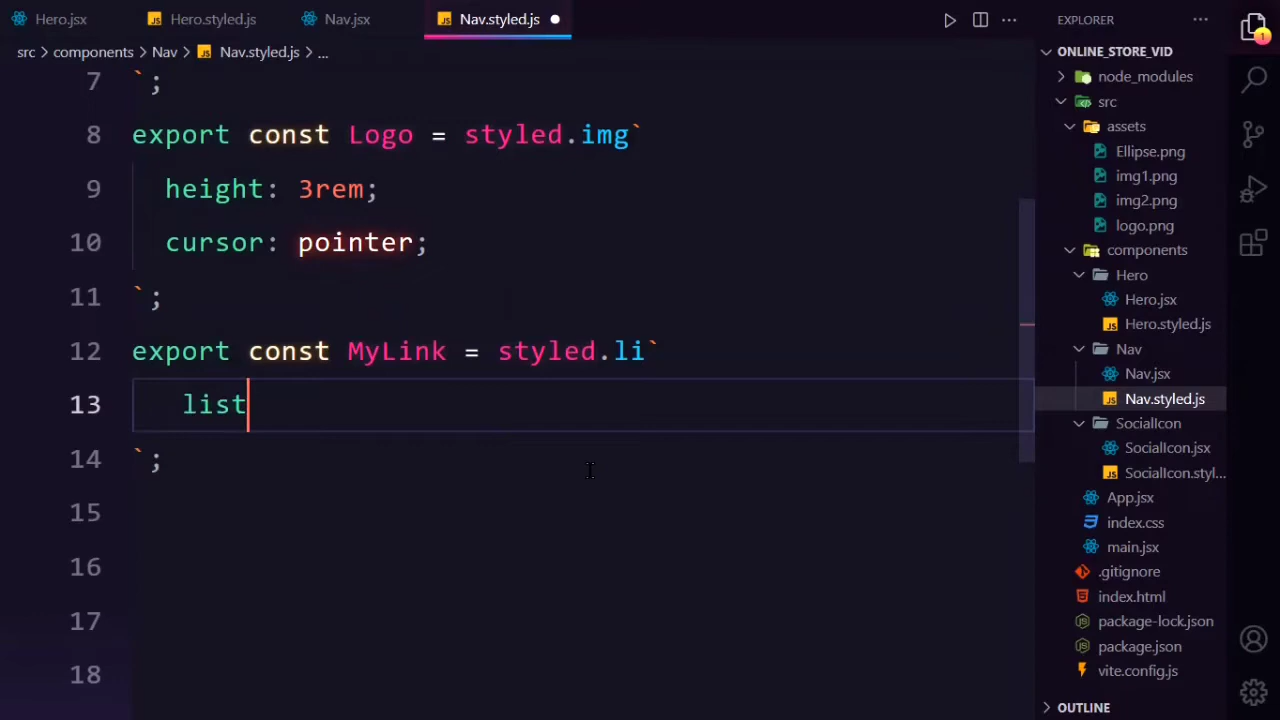 Hero.jsx
Hero.styled.js
Nav.jsx
Nav.styled.js
src > components > Nav > Nav.styled.js > ...
7 `;
8 export const Logo = styled.img`
9 height: 3rem;
10 cursor: pointer;
11 `;
12 export const MyLink = styled.li`
13 list
14 `;
15
16
17
18
EXPLORER
ONLINE_STORE_VID
node_modules
src
assets
Ellipse.png
img1.png
img2.png
logo.png
components
Hero
Hero.jsx
Hero.styled.js
Nav
Nav.jsx
Nav.styled.js
SocialIcon
SocialIcon.jsx
SocialIcon.styl...
App.jsx
index.css
main.jsx
.gitignore
index.html
package-lock.json
package.json
vite.config.js
OUTLINE
1